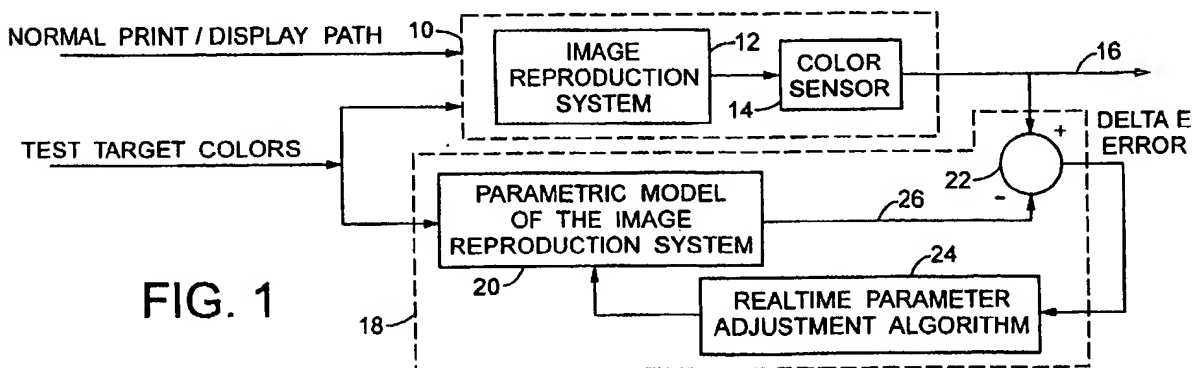 NORMAL PRINT / DISPLAY PATH
10
IMAGE
REPRODUCTION
SYSTEM
12
COLOR
SENSOR
14
16
TEST TARGET COLORS
DELTA E
ERROR
+
22
-
PARAMETRIC MODEL
OF THE IMAGE
REPRODUCTION SYSTEM
20
26
24
REALTIME PARAMETER
ADJUSTMENT ALGORITHM
18
FIG. 1